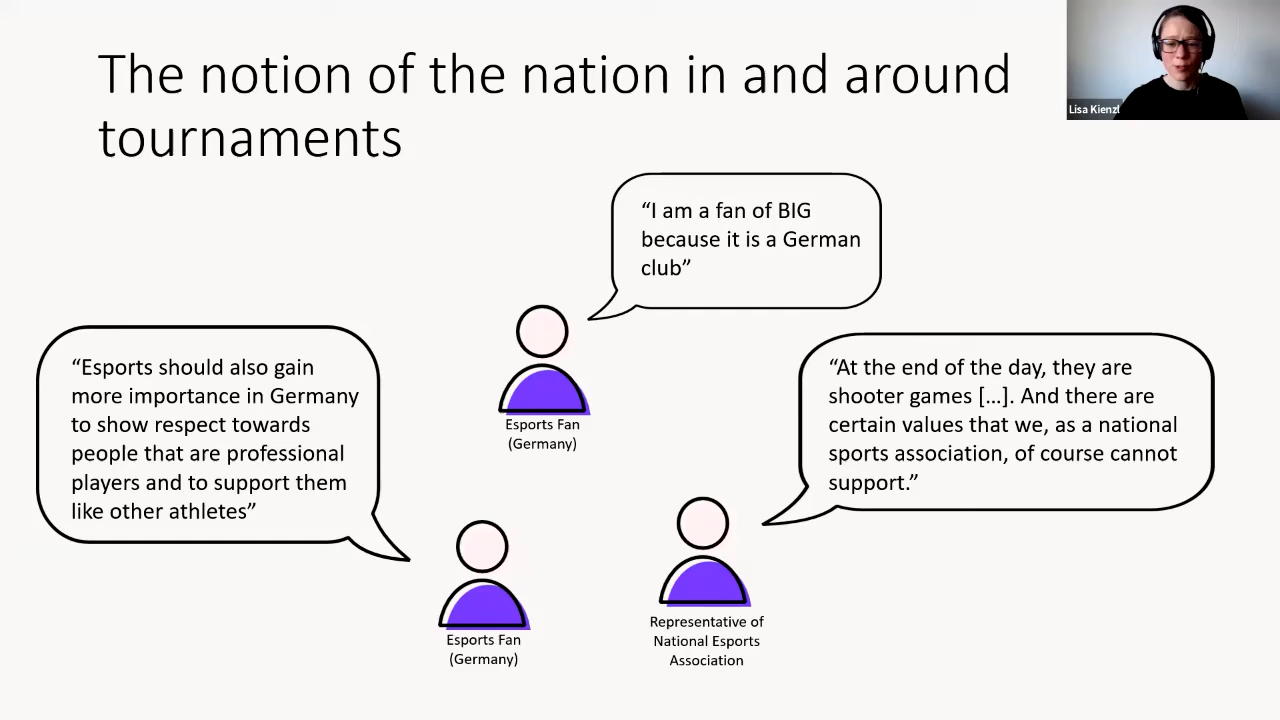 The notion of the nation in and around
tournaments
Lisa Kienzl
“I am a fan of BIG
because it is a German
club”
Esports Fan
(Germany)
“Esports should also gain
more importance in Germany
to show respect towards
people that are professional
players and to support them
like other athletes”
Esports Fan
(Germany)
“At the end of the day, they are
shooter games […]. And there are
certain values that we, as a national
sports association, of course cannot
support.”
Representative of
National Esports
Association